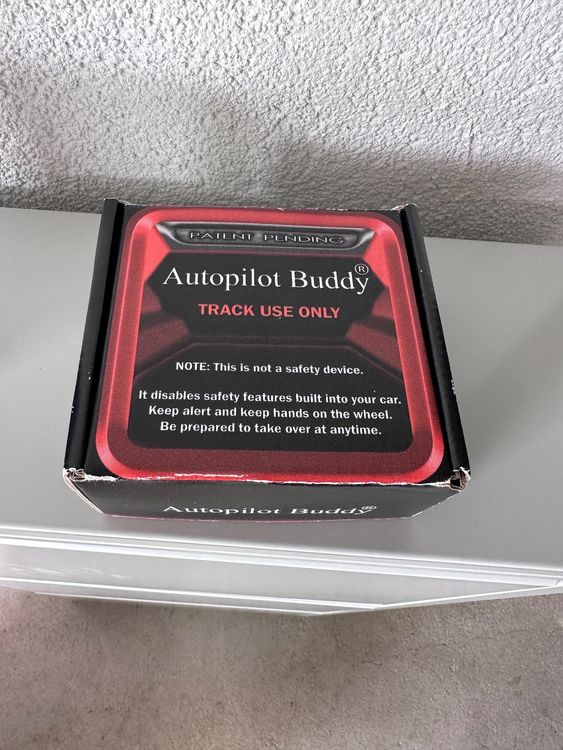 PATENT PENDING
Autopilot Buddy®
TRACK USE ONLY
NOTE: This is not a safety device.
It disables safety features built into your car.
Keep alert and keep hands on the wheel.
Be prepared to take over at anytime.
Autopilot Buddy®